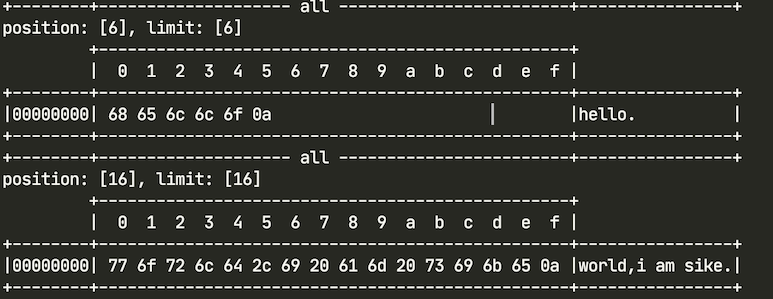 +--------+-------------------- all ------------------------+----------------+
position: [6], limit: [6]
         +-------------------------------------------------+
         |  0  1  2  3  4  5  6  7  8  9  a  b  c  d  e  f |
+--------+-------------------------------------------------+----------------+
|00000000| 68 65 6c 6c 6f 0a                               |hello.          |
+--------+-------------------------------------------------+----------------+
+--------+-------------------- all ------------------------+----------------+
position: [16], limit: [16]
         +-------------------------------------------------+
         |  0  1  2  3  4  5  6  7  8  9  a  b  c  d  e  f |
+--------+-------------------------------------------------+----------------+
|00000000| 77 6f 72 6c 64 2c 69 20 61 6d 20 73 69 6b 65 0a |world,i am sike.|
+--------+-------------------------------------------------+----------------+